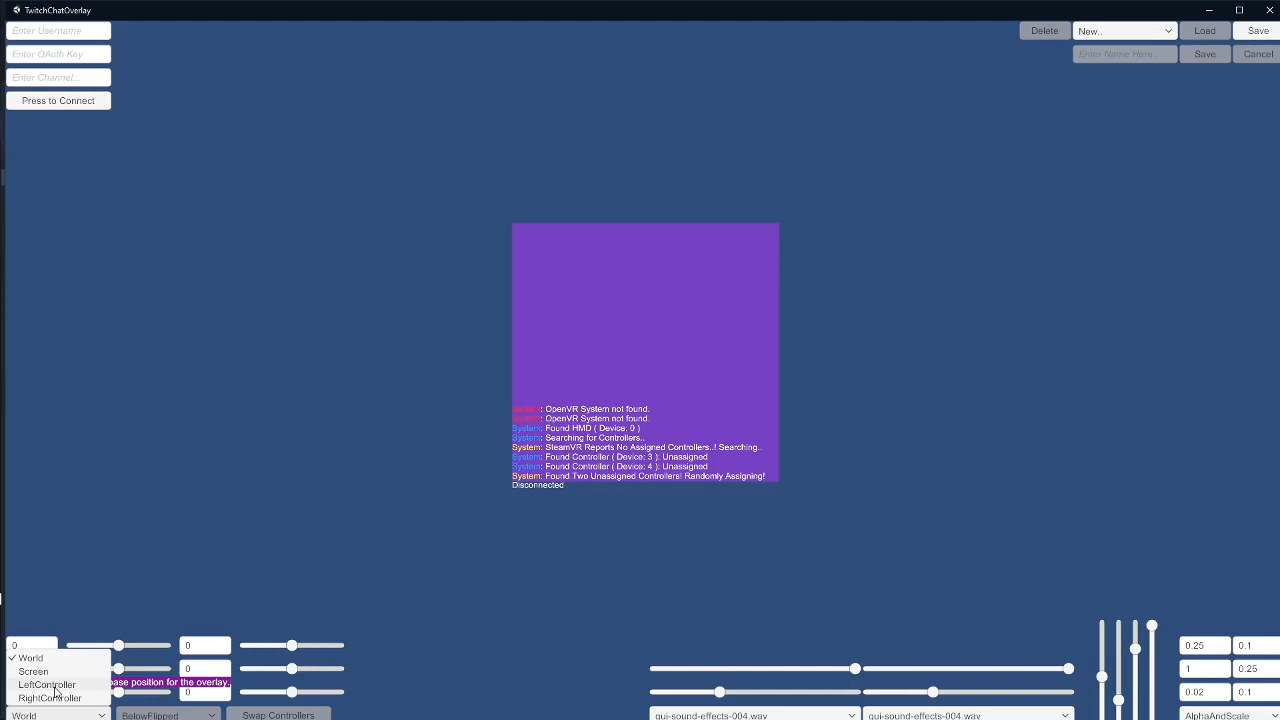 TwitchChatOverlay
Enter Username
Delete
New..
Load
Save
Enter OAuth Key
Enter Name Here..
Save
Cancel
Enter Channel...
Press to Connect
System: OpenVR System not found.
System: OpenVR System not found.
System: Found HMD ( Device: 0 )
System: Searching for Controllers..
System: SteamVR Reports No Assigned Controllers..! Searching..
System: Found Controller ( Device: 3 ): Unassigned
System: Found Controller ( Device: 4 ): Unassigned
System: Found Two Unassigned Controllers! Randomly Assigning!
Disconnected
0
0
0.25
0.1
World
Screen
0
1
0.25
LeftController
base position for the overlay.
RightController
0
0.02
0.1
World
BelowFlipped
Swap Controllers
gui-sound-effects-004.wav
gui-sound-effects-004.wav
AlphaAndScale